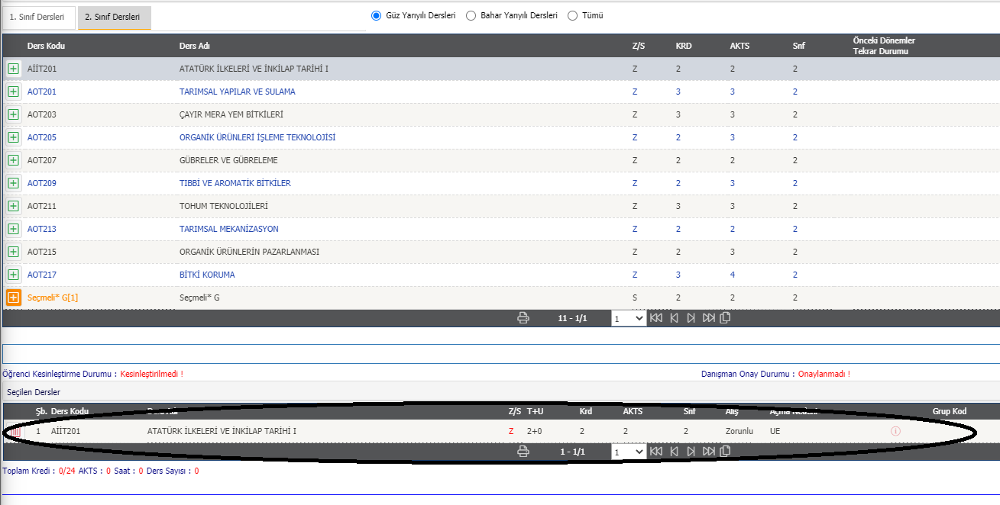 1. Sınıf Dersleri 2. Sınıf Dersleri Güz Yarıyılı Dersleri Bahar Yarıyılı Dersleri Tümü
Ders Kodu Ders Adı Z/S KRD AKTS Snf Önceki Dönemler
Tekrar Durumu
AİİT201 ATATÜRK İLKELERİ VE İNKİLAP TARİHİ I Z 2 2 2
AOT201 TARIMSAL YAPILAR VE SULAMA Z 3 3 2
AOT203 ÇAYIR MERA YEM BİTKİLERİ Z 3 3 2
AOT205 ORGANİK ÜRÜNLERİ İŞLEME TEKNOLOJİSİ Z 2 3 2
AOT207 GÜBRELER VE GÜBRELEME Z 2 2 2
AOT209 TIBBİ VE AROMATİK BİTKİLER Z 2 3 2
AOT211 TOHUM TEKNOLOJİLERİ Z 3 3 2
AOT213 TARIMSAL MEKANİZASYON Z 2 2 2
AOT215 ORGANİK ÜRÜNLERİN PAZARLANMASI Z 2 3 2
AOT217 BİTKİ KORUMA Z 3 4 2
Seçmeli* G[1] Seçmeli* G S 2 2 2
11 - 1/1 1
Öğrenci Kesinleştirme Durumu : Kesinleştirilmedi ! Danışman Onay Durumu : Onaylanmadı !
Seçilen Dersler
Şb. Ders Kodu Ders Adı Z/S T+U Krd AKTS Snf Alış Açma Nedeni Grup Kod
1 AİİT201 ATATÜRK İLKELERİ VE İNKİLAP TARİHİ I Z 2+0 2 2 2 Zorunlu UE
1 - 1/1 1
Toplam Kredi : 0/24 AKTS : 0 Saat : 0 Ders Sayısı : 0